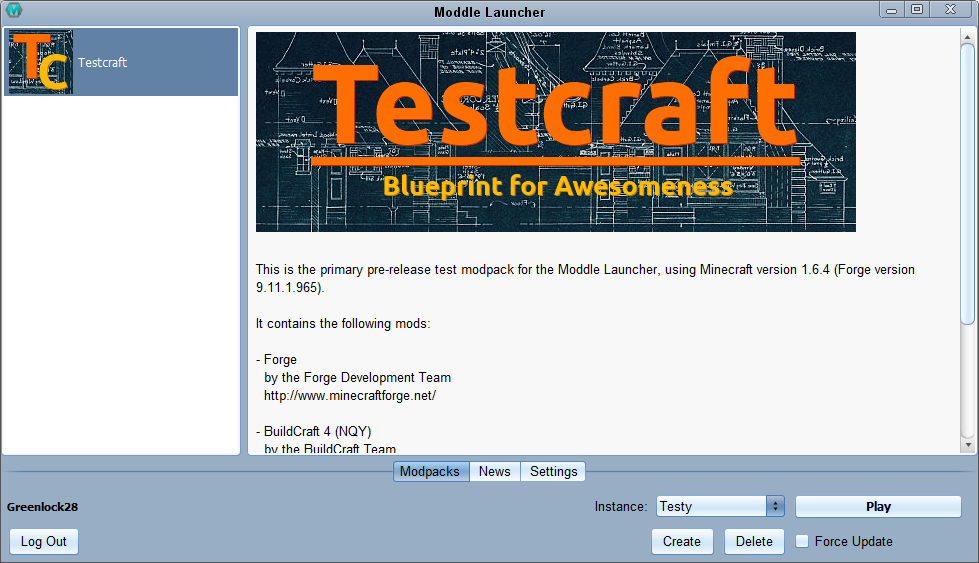 Moddle Launcher
TC
Testcraft
Testcraft
Blueprint for Awesomeness
This is the primary pre-release test modpack for the Moddle Launcher, using Minecraft version 1.6.4 (Forge version
9.11.1.965).
It contains the following mods:
- Forge
by the Forge Development Team
http://www.minecraftforge.net/
- BuildCraft 4 (NQY)
by the BuildCraft Team
Modpacks News Settings
Greenlock28 Instance: Testy Play
Log Out Create Delete Force Update